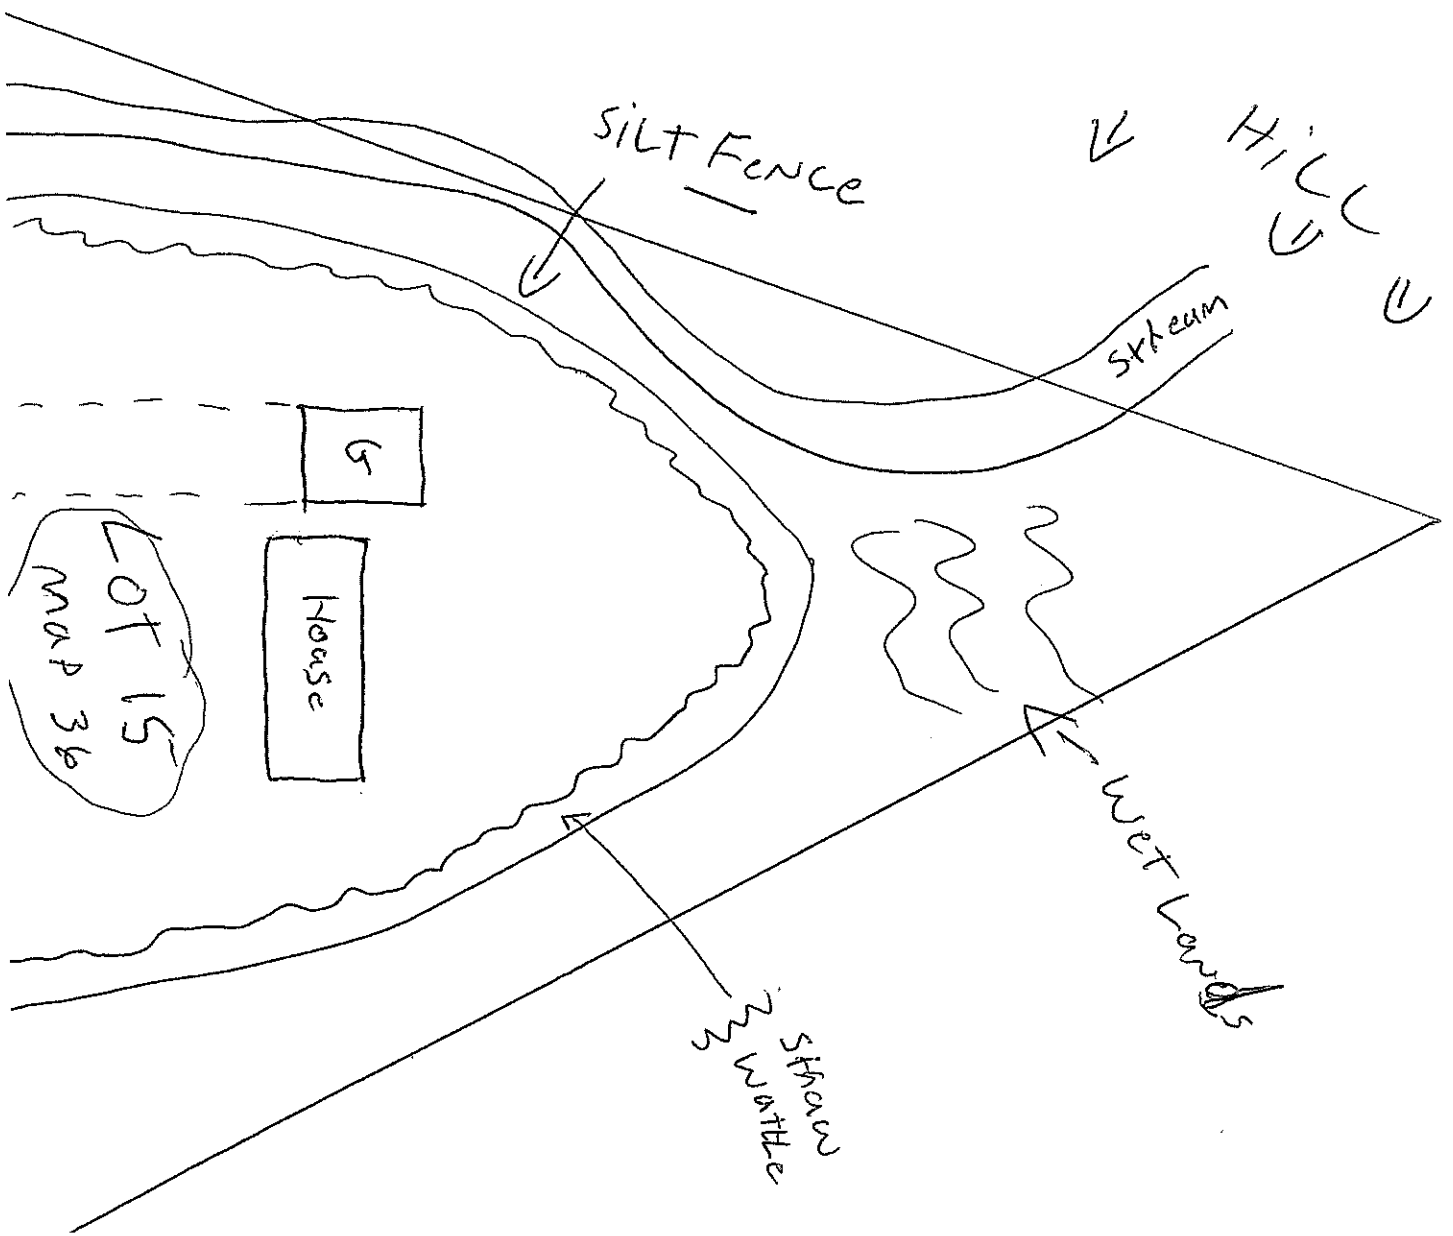 SILT Fence
Hill
Stream
G
House
LOT 15
map 36
Wet Lands
Straw
Wattle